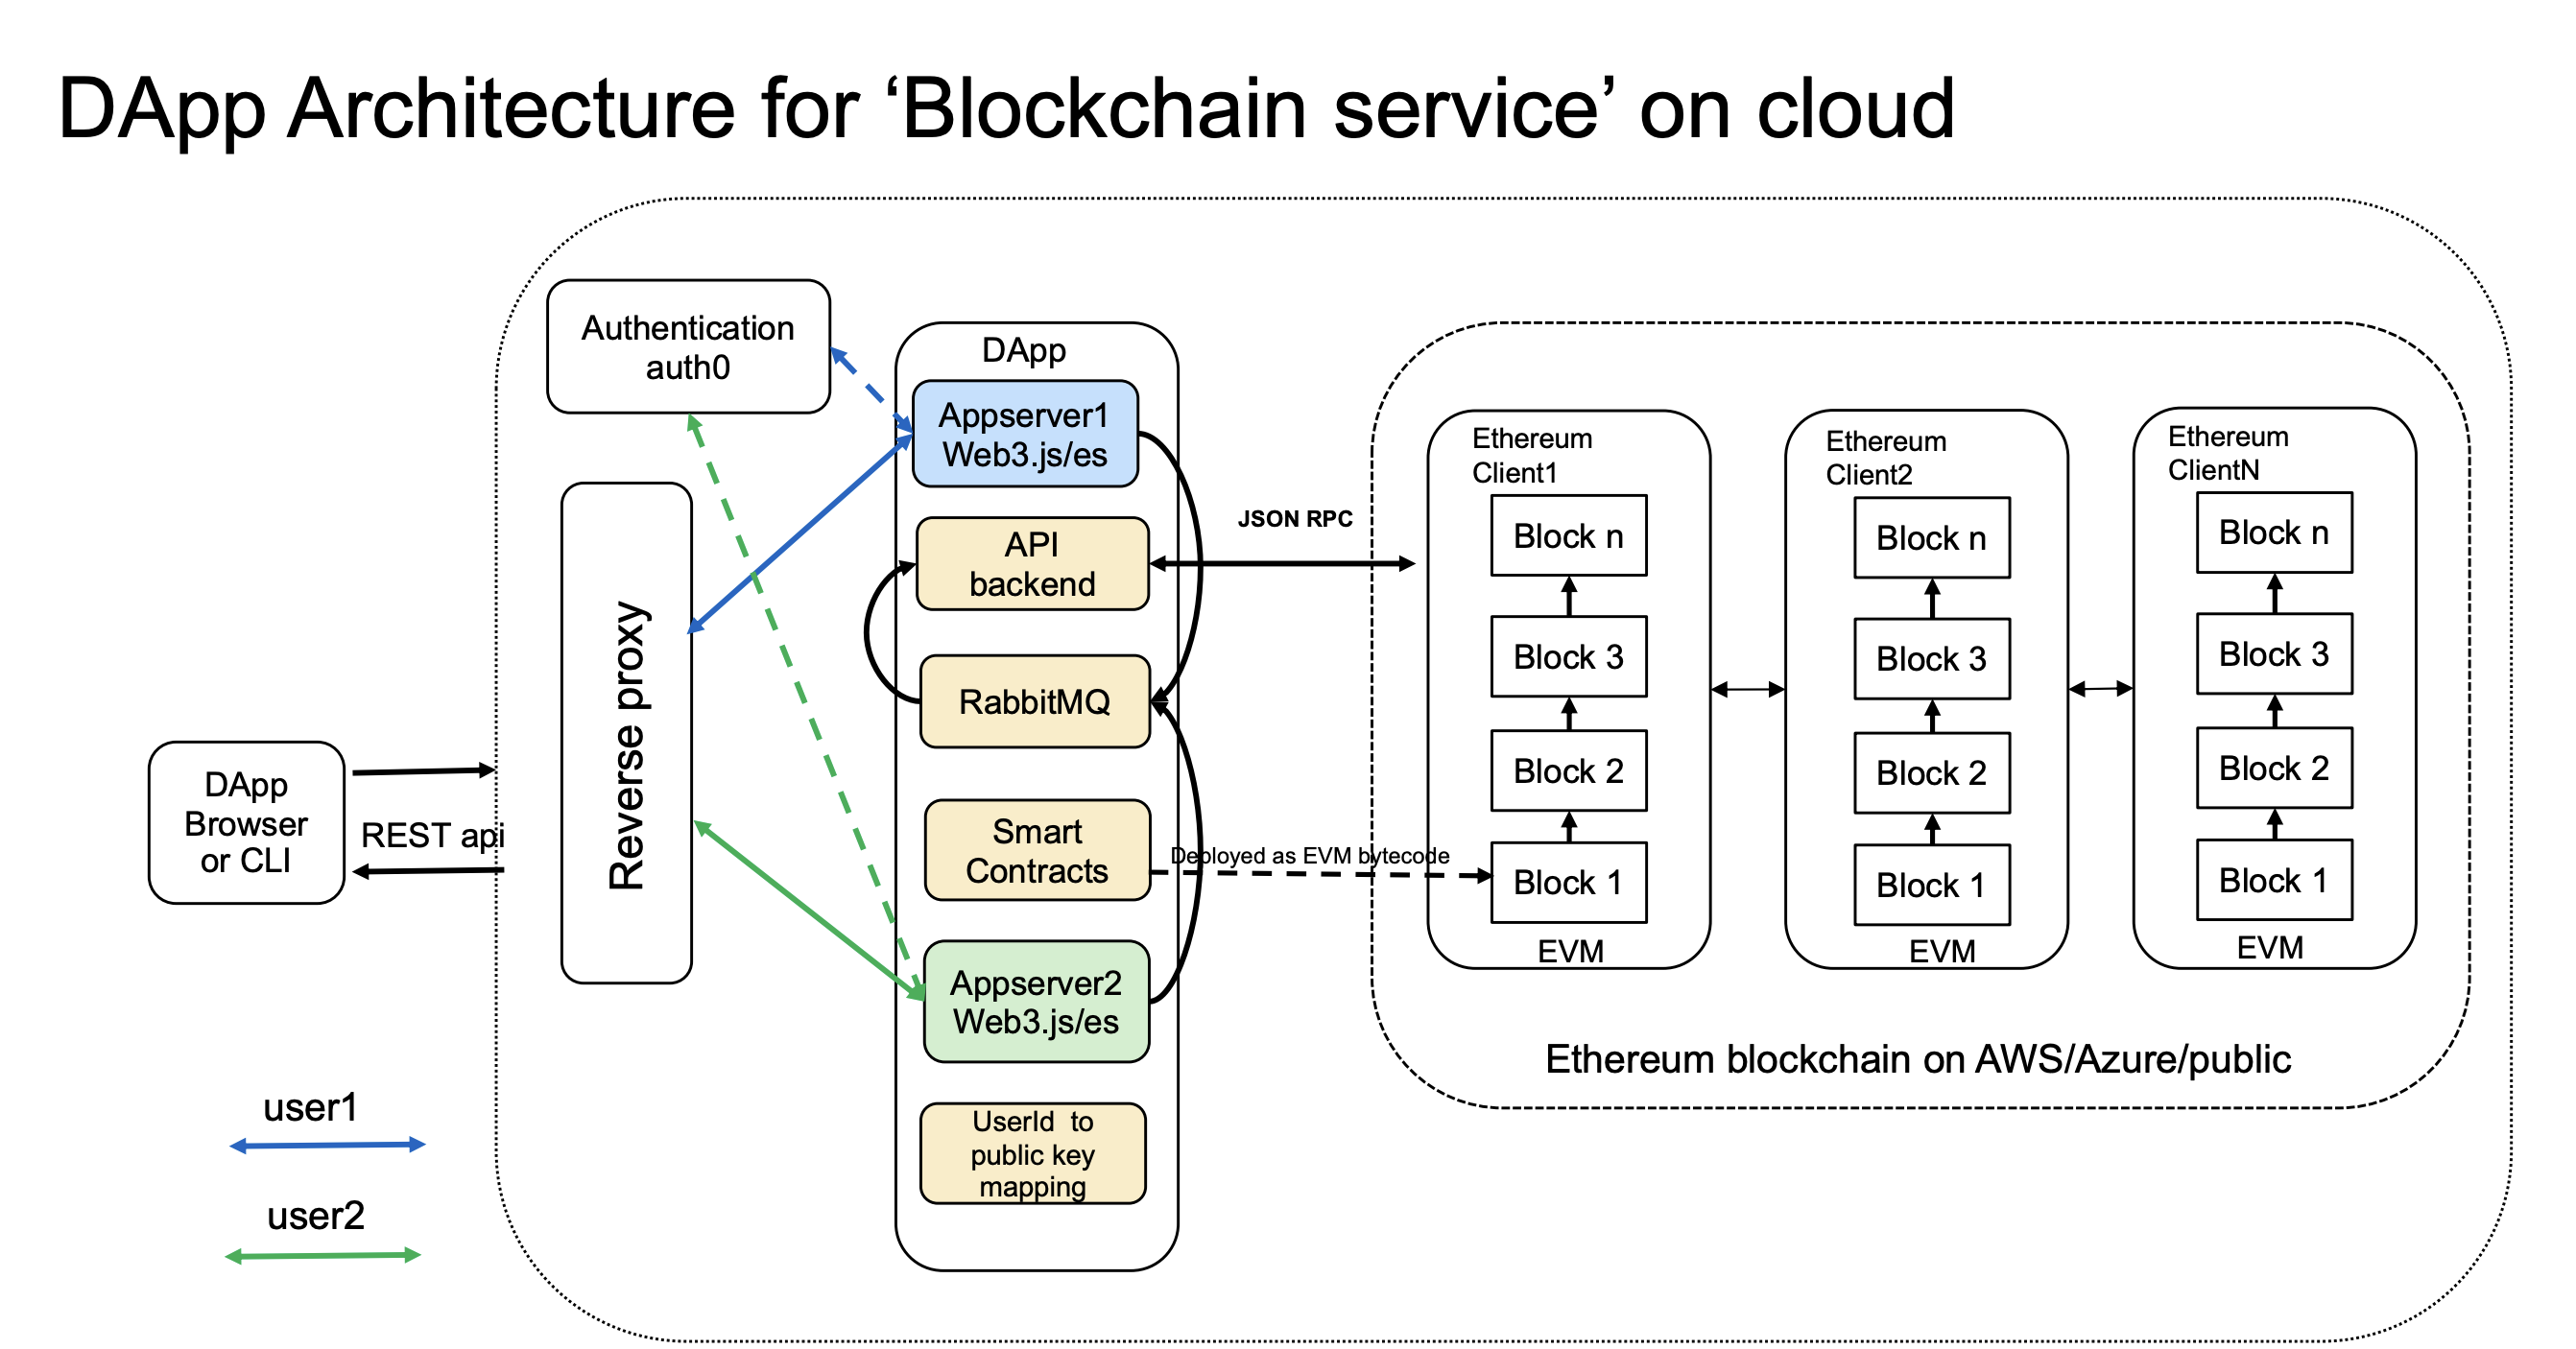 DApp Architecture for ‘Blockchain service’ on cloud
Authentication
auth0
Reverse proxy
DApp
Browser
or CLI
REST api
user1
user2
DApp
Appserver1
Web3.js/es
API
backend
RabbitMQ
Smart
Contracts
Appserver2
Web3.js/es
UserId to
public key
mapping
JSON RPC
Deployed as EVM bytecode
Ethereum
Client1
Block n
Block 3
Block 2
Block 1
EVM
Ethereum
Client2
Block n
Block 3
Block 2
Block 1
EVM
Ethereum
ClientN
Block n
Block 3
Block 2
Block 1
EVM
Ethereum blockchain on AWS/Azure/public